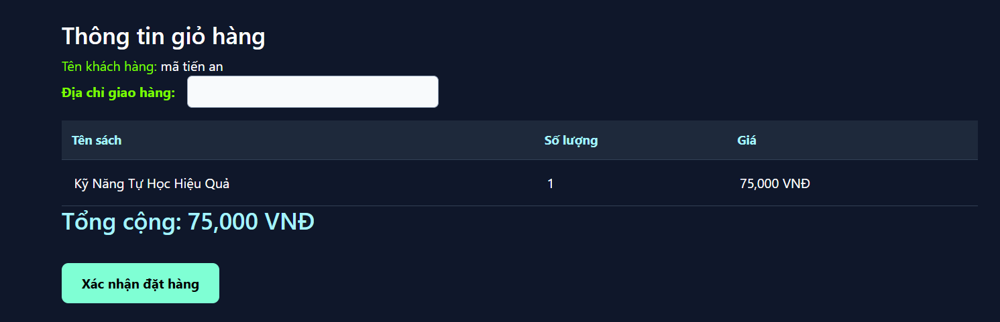 Thông tin giỏ hàng
Tên khách hàng: mã tiến an
Địa chỉ giao hàng:
Tên sách Số lượng Giá
Kỹ Năng Tự Học Hiệu Quả 1 75,000 VNĐ
Tổng cộng: 75,000 VNĐ
Xác nhận đặt hàng